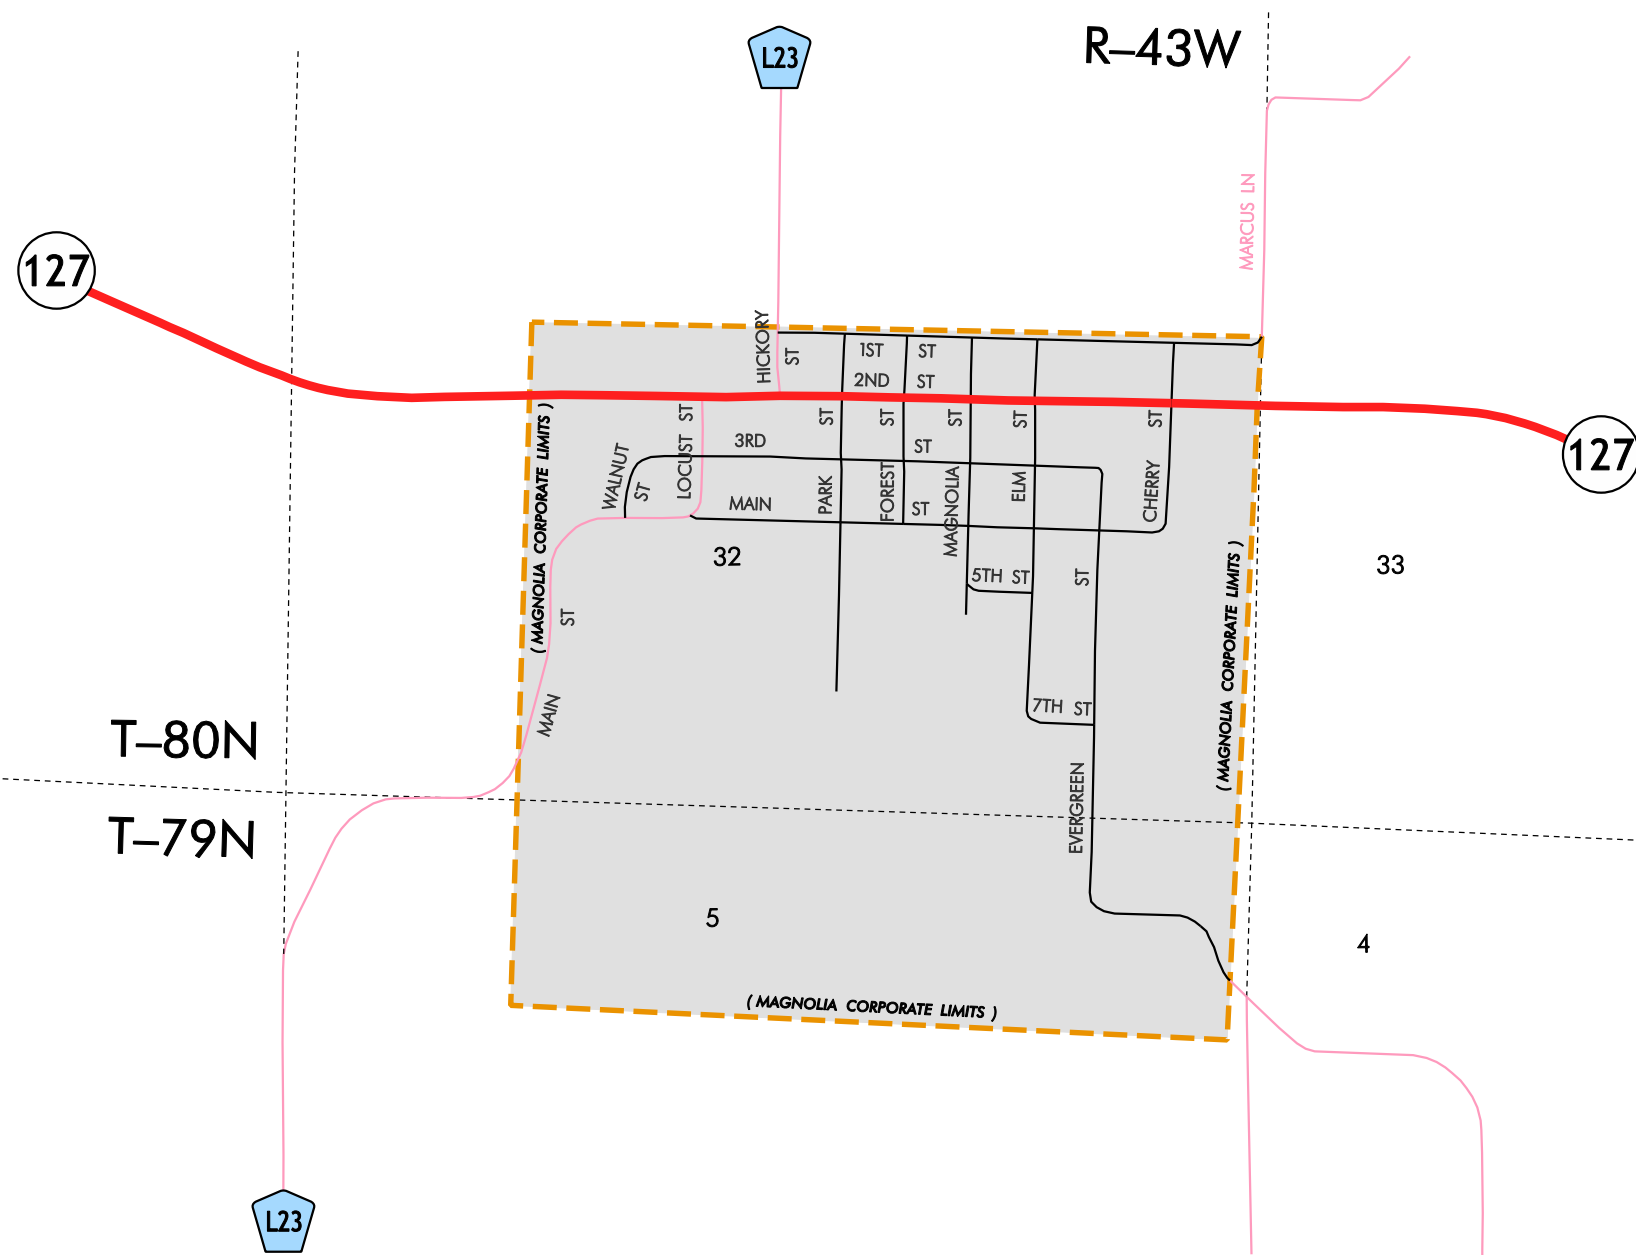 R–43W
L23
MARCUS LN
127
HICKORY ST
1ST ST
2ND ST
( MAGNOLIA CORPORATE LIMITS )
LOCUST ST
WALNUT ST
3RD ST
PARK ST
FOREST ST
MAGNOLIA ST
ELM ST
CHERRY ST
127
MAIN ST
32
5TH ST
33
MAIN ST
7TH ST
EVERGREEN ST
( MAGNOLIA CORPORATE LIMITS )
T–80N
T–79N
5
4
( MAGNOLIA CORPORATE LIMITS )
L23